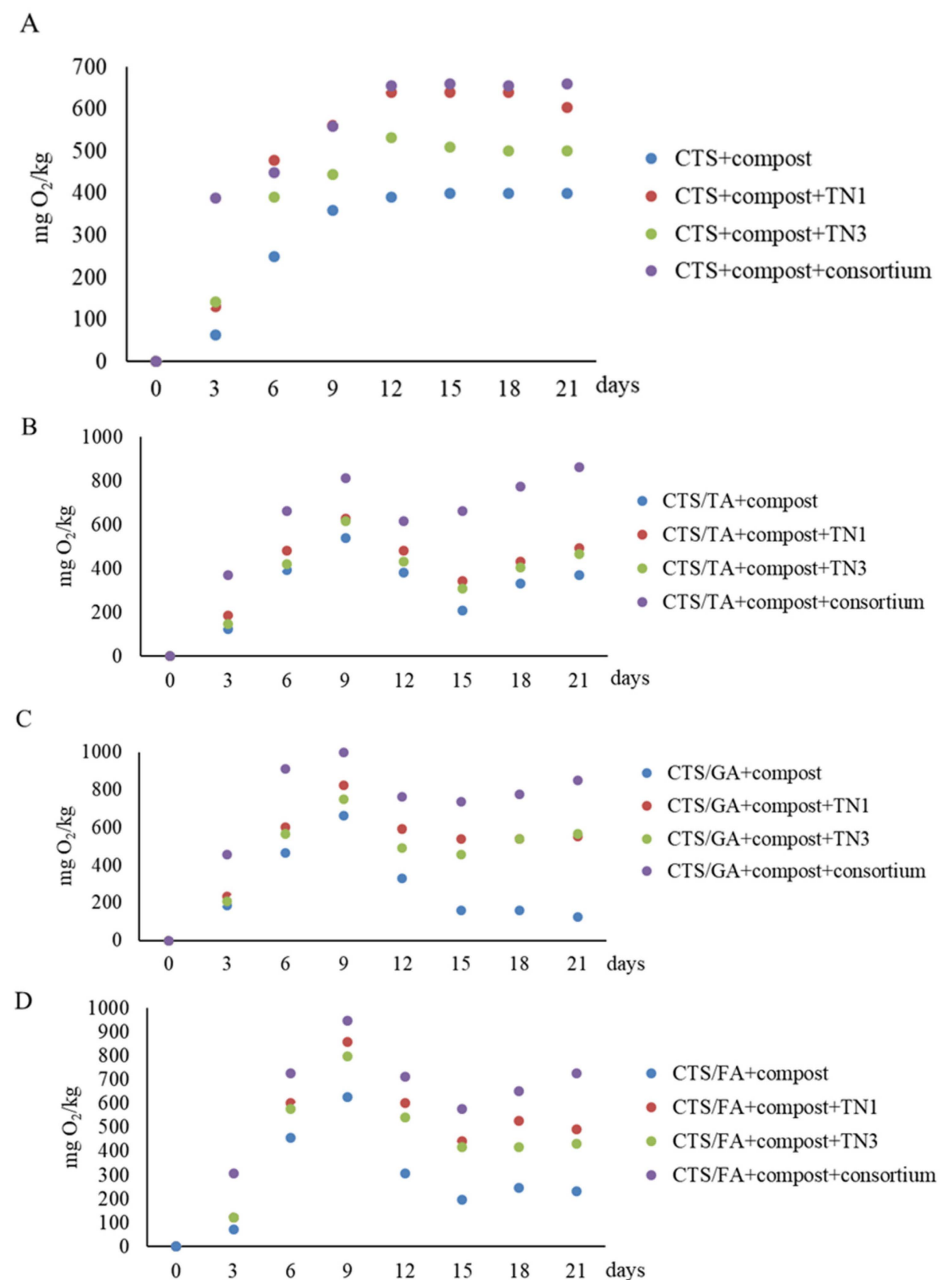 A
700
600
500
400
300
200
100
0
mg O₂/kg
0 3 6 9 12 15 18 21 days
CTS+compost
CTS+compost+TN1
CTS+compost+TN3
CTS+compost+consortium
B
1000
800
600
400
200
0
mg O₂/kg
0 3 6 9 12 15 18 21 days
CTS/TA+compost
CTS/TA+compost+TN1
CTS/TA+compost+TN3
CTS/TA+compost+consortium
C
1000
800
600
400
200
0
mg O₂/kg
0 3 6 9 12 15 18 21 days
CTS/GA+compost
CTS/GA+compost+TN1
CTS/GA+compost+TN3
CTS/GA+compost+consortium
D
1000
900
800
700
600
500
400
300
200
100
0
mg O₂/kg
0 3 6 9 12 15 18 21 days
CTS/FA+compost
CTS/FA+compost+TN1
CTS/FA+compost+TN3
CTS/FA+compost+consortium